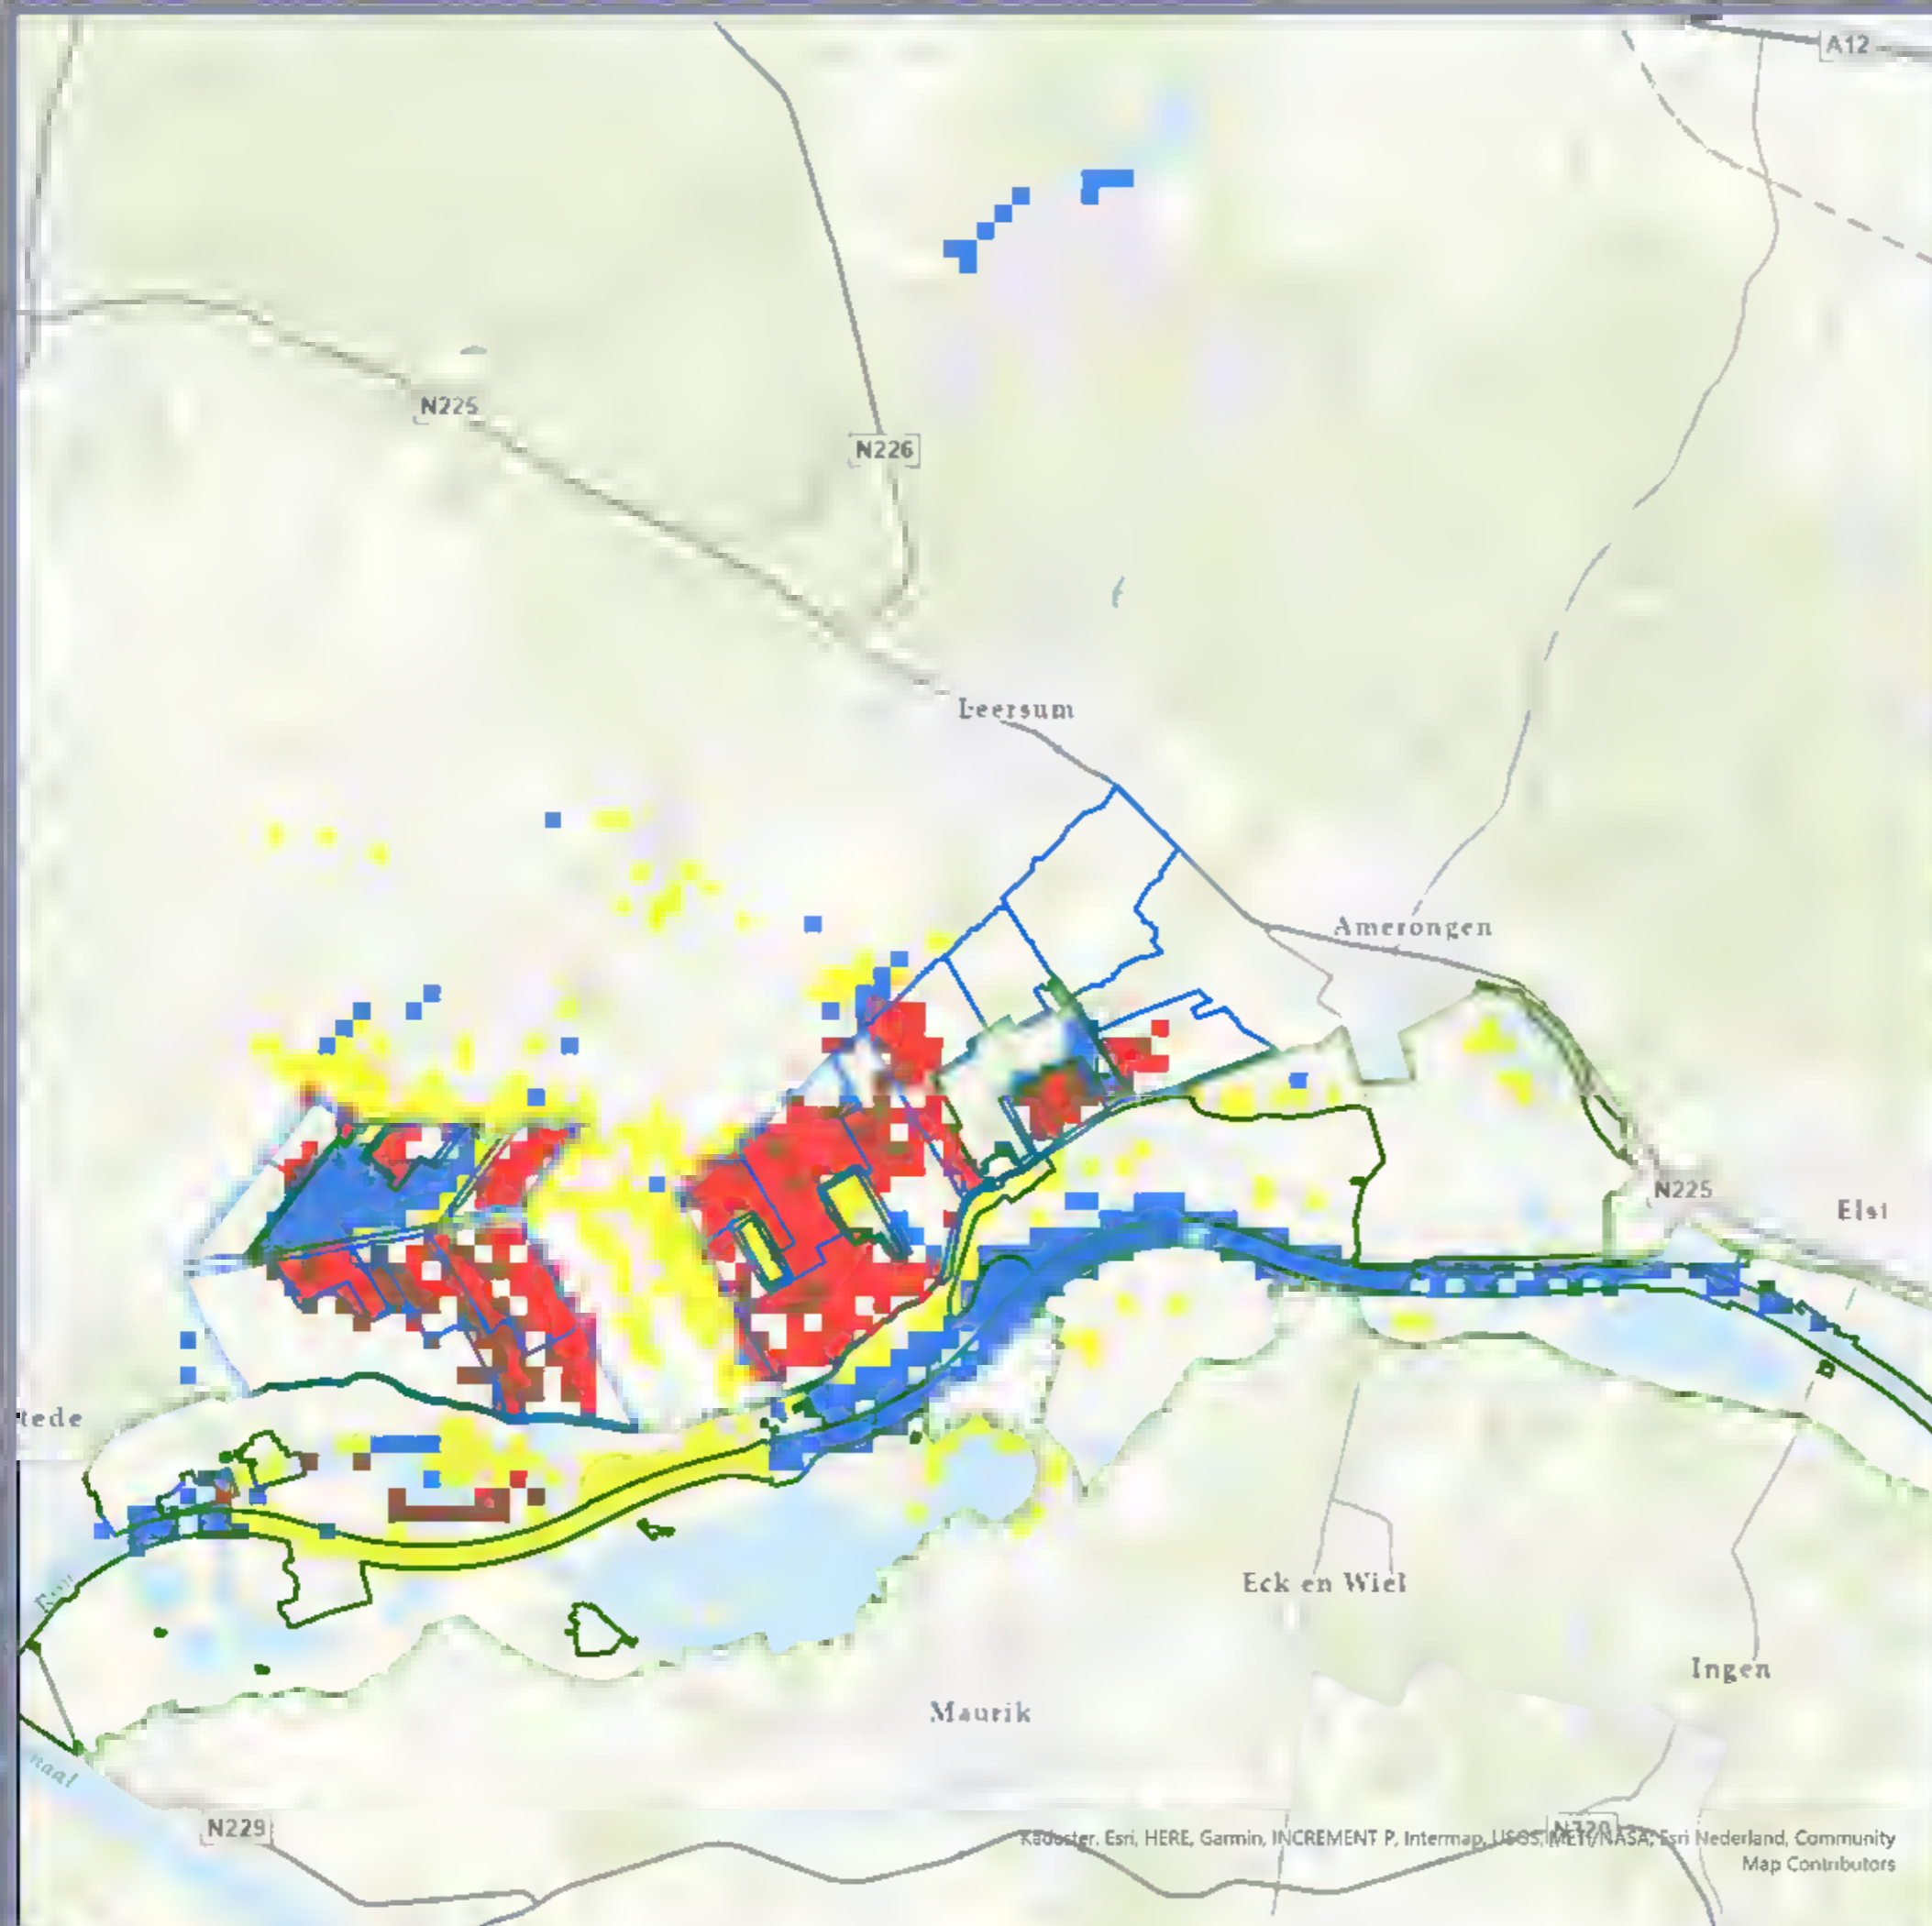 A12
N225
N226
Leersum
Amerongen
N225
Elst
tede
Eck en Wiel
Ingen
Maurik
naal
N229
Kadaster, Esri, HERE, Garmin, INCREMENT P, Intermap, USGS, METI/NASA, Esri Nederland, Community
Map Contributors